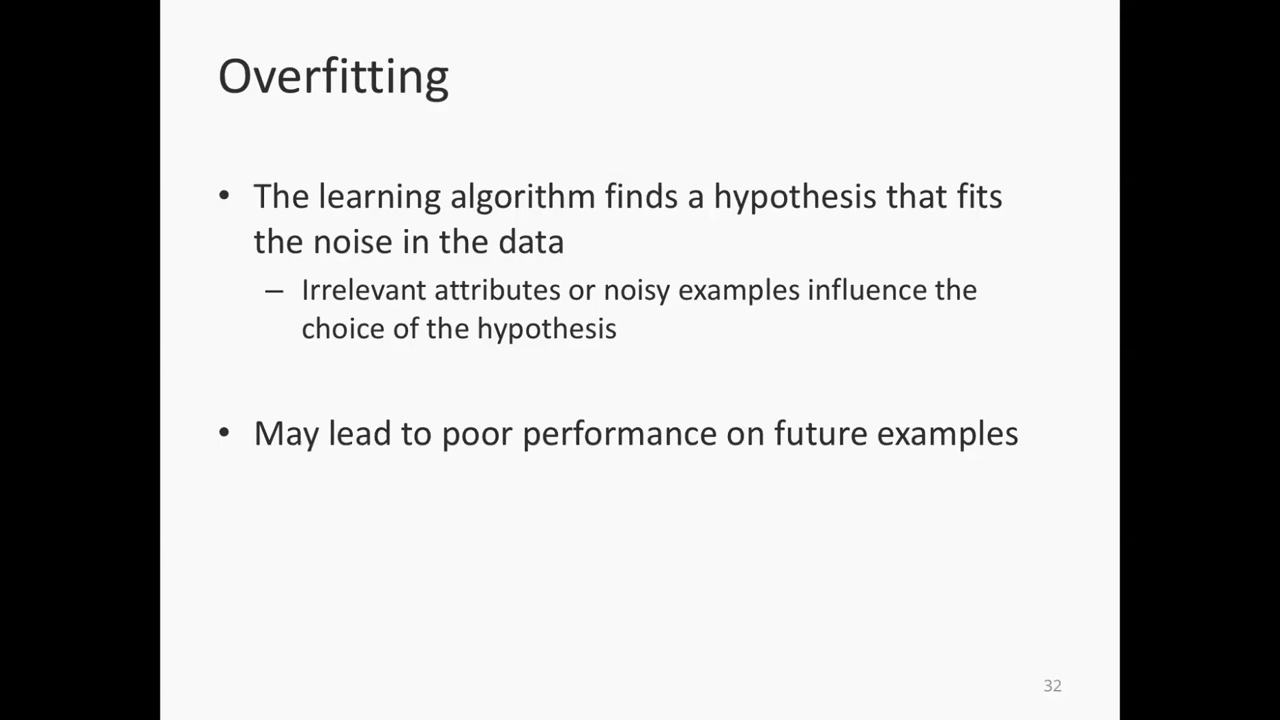 Overfitting
• The learning algorithm finds a hypothesis that fits
the noise in the data
– Irrelevant attributes or noisy examples influence the
choice of the hypothesis
• May lead to poor performance on future examples
32